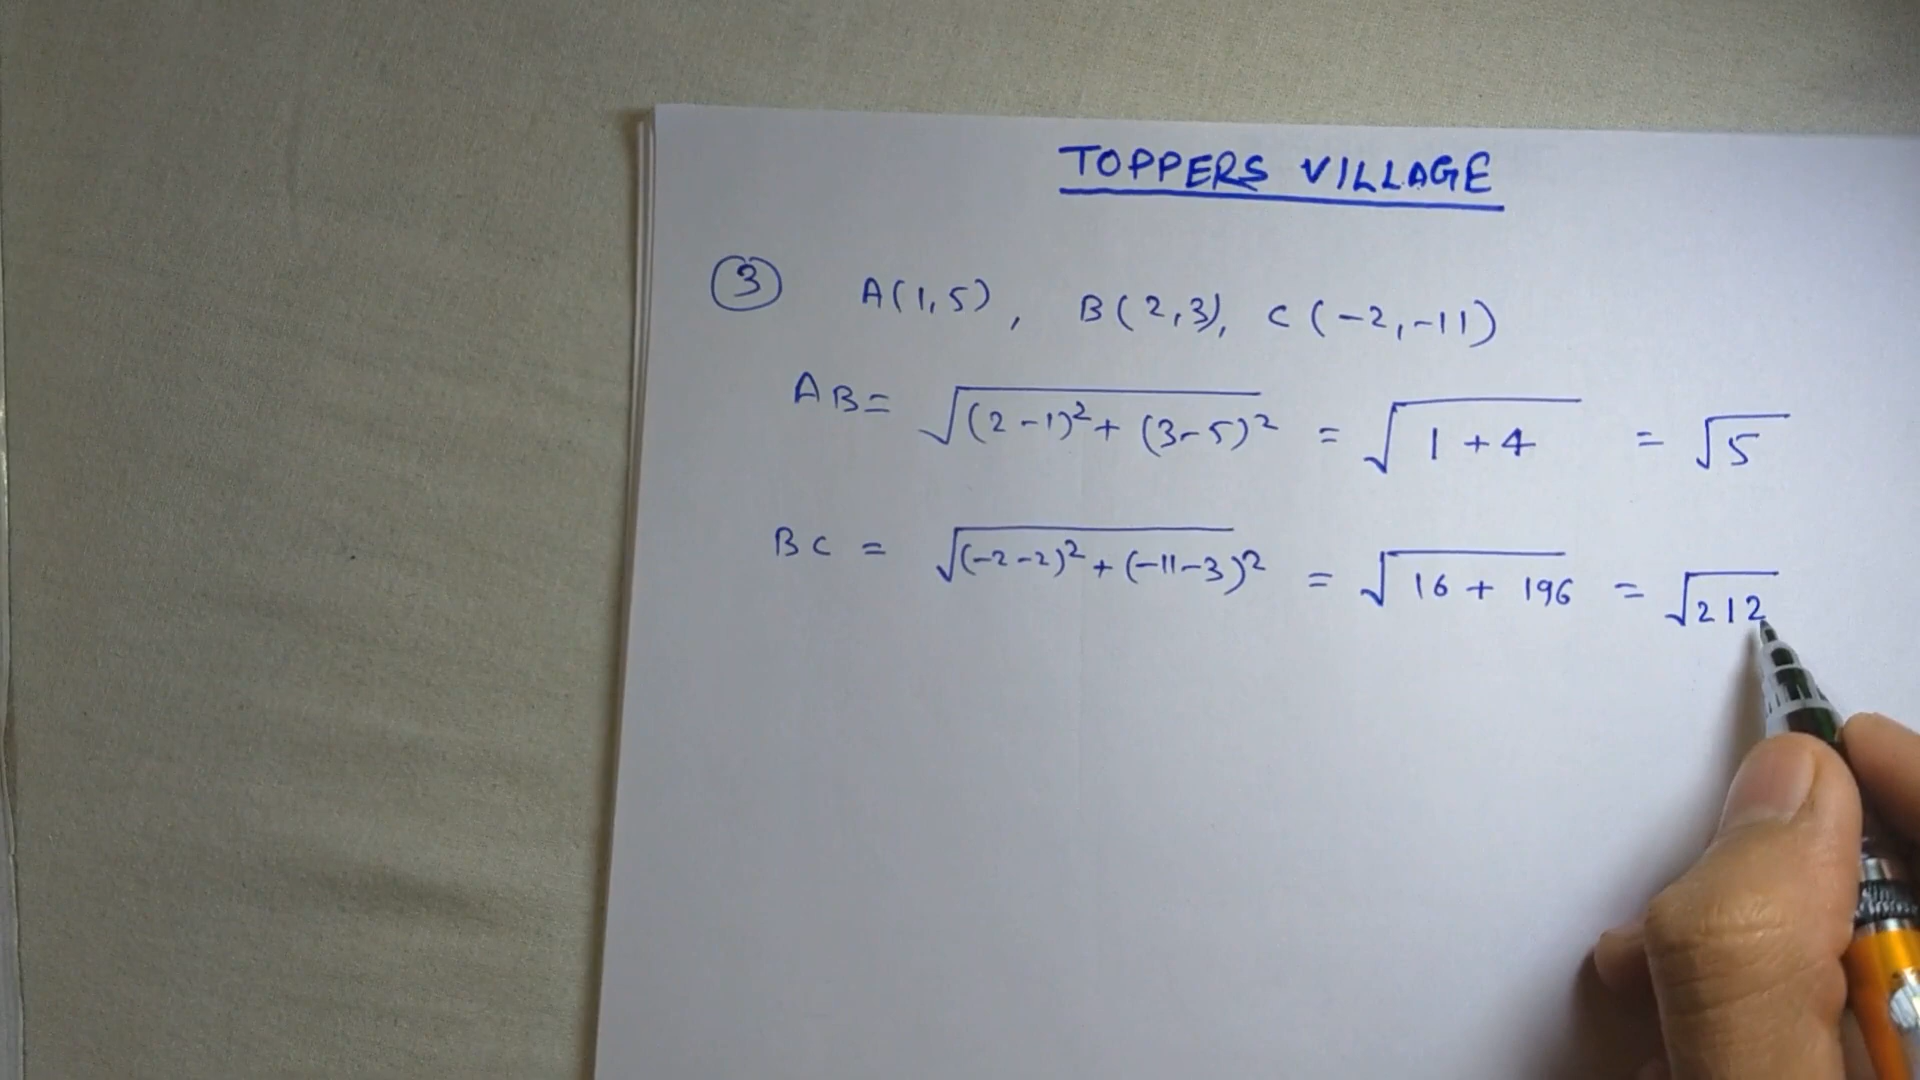 TOPPERS VILLAGE
③ A(1,5), B(2,3), C(-2,-11)
AB = √(2-1)² + (3-5)² = √1+4 = √5
BC = √(-2-2)² + (-11-3)² = √16 + 196 = √212